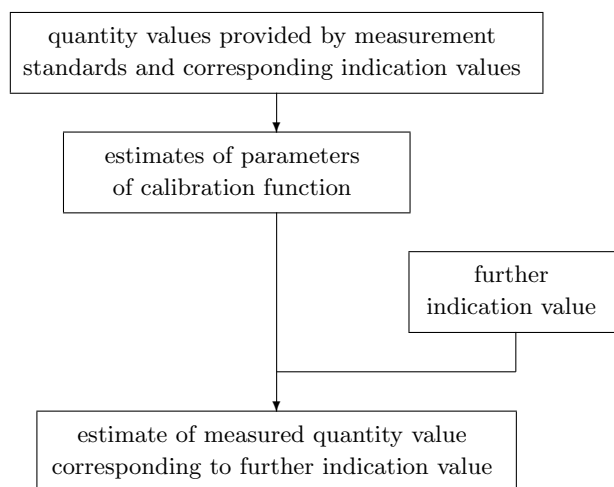 quantity values provided by measurement
standards and corresponding indication values
estimates of parameters
of calibration function
further
indication value
estimate of measured quantity value
corresponding to further indication value